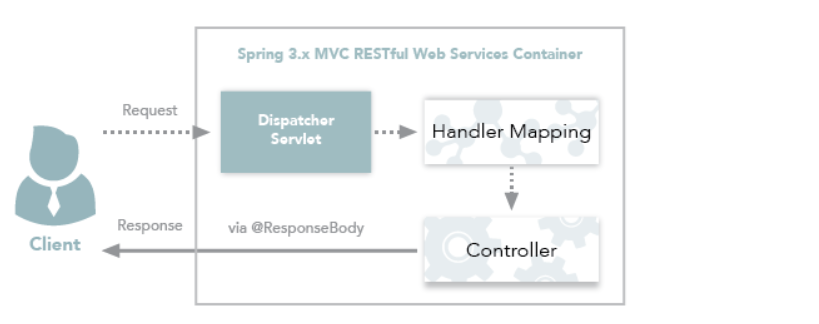 Spring 3.x MVC RESTful Web Services Container
Request
Dispatcher
Servlet
Handler Mapping
Response
via @ResponseBody
Controller
Client